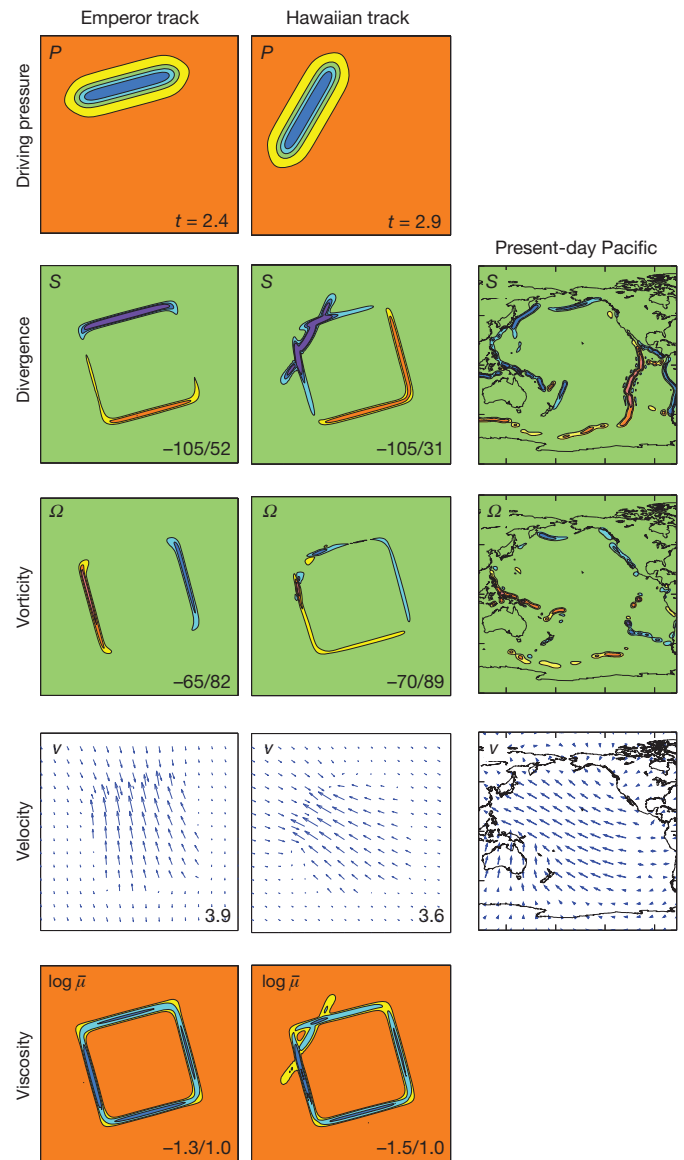 Emperor track
Hawaiian track
Driving pressure
P
P
t = 2.4
t = 2.9
Present-day Pacific
Divergence
S
S
S
–105/52
–105/31
Vorticity
Ω
Ω
Ω
–65/82
–70/89
Velocity
v
v
v
3.9
3.6
Viscosity
log μ̄
log μ̄
–1.3/1.0
–1.5/1.0